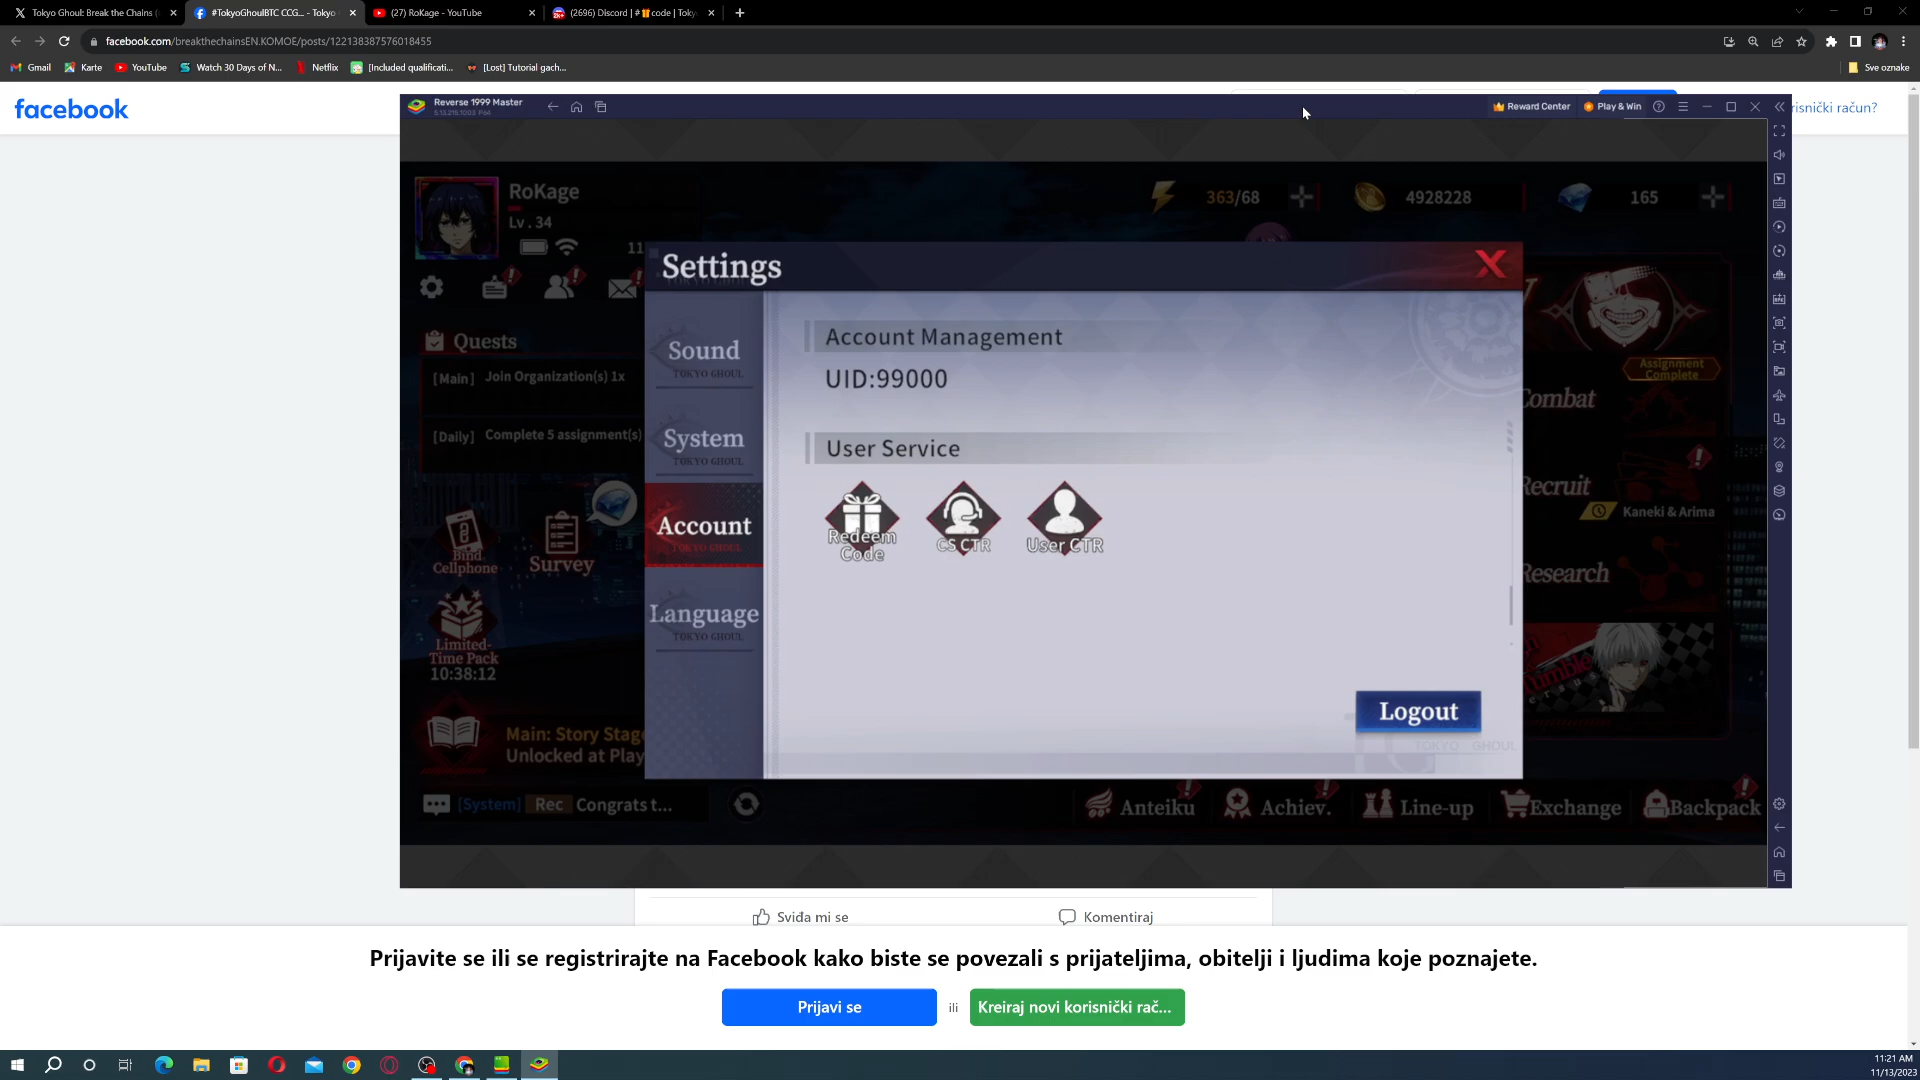 Tokyo Ghoul: Break the Chains (
#TokyoGhoulBTC CCG... - Tokyo
(27) RoKage - YouTube
(2696) Discord | #🎁code | Toky
facebook.com/breakthechainsEN.KOMOE/posts/122138387576018455
Gmail
Karte
YouTube
Watch 30 Days of N...
Netflix
[Included qualificati...
[Lost] Tutorial gach...
Sve oznake
facebook
risnički račun?
Reverse 1999 Master
Reward Center
Play & Win
RoKage
Lv.34
11
363/68
4928228
165
Settings
Quests
[Main] Join Organization(s) 1x
[Daily] Complete 5 assignment(s)
Bind Cellphone
Survey
Limited-Time Pack
10:38:12
Main: Story Stage
Unlocked at Play
[System] Rec Congrats t...
Sound
TOKYO GHOUL
System
TOKYO GHOUL
Account
TOKYO GHOUL
Language
TOKYO GHOUL
Account Management
UID:99000
User Service
Redeem Code
CS CTR
User CTR
Logout
TOKYO GHOUL
Assignment Complete
Combat
Recruit
Kaneki & Arima
Research
Anteiku
Achiev.
Line-up
Exchange
Backpack
Sviđa mi se
Komentiraj
Prijavite se ili se registrirajte na Facebook kako biste se povezali s prijateljima, obitelji i ljudima koje poznajete.
Prijavi se
ili
Kreiraj novi korisnički rač...
11:21 AM
11/13/2023